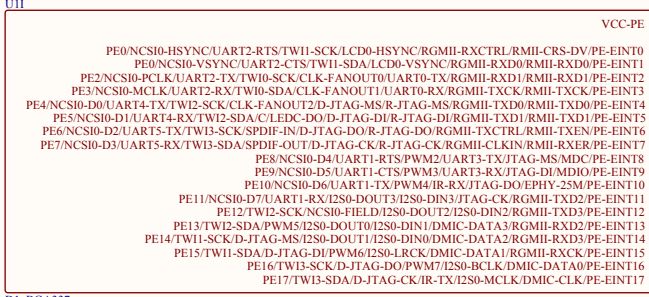 U1I
VCC-PE
PE0/NCSI0-HSYNC/UART2-RTS/TWI1-SCK/LCD0-HSYNC/RGMII-RXCTRL/RMII-CRS-DV/PE-EINT0
PE0/NCSI0-VSYNC/UART2-CTS/TWI1-SDA/LCD0-VSYNC/RGMII-RXD0/RMII-RXD0/PE-EINT1
PE2/NCSI0-PCLK/UART2-TX/TWI0-SCK/CLK-FANOUT0/UART0-TX/RGMII-RXD1/RMII-RXD1/PE-EINT2
PE3/NCSI0-MCLK/UART2-RX/TWI0-SDA/CLK-FANOUT1/UART0-RX/RGMII-TXCK/RMII-TXCK/PE-EINT3
PE4/NCSI0-D0/UART4-TX/TWI2-SCK/CLK-FANOUT2/D-JTAG-MS/R-JTAG-MS/RGMII-TXD0/RMII-TXD0/PE-EINT4
PE5/NCSI0-D1/UART4-RX/TWI2-SDA/C/LEDC-DO/D-JTAG-DI/R-JTAG-DI/RGMII-TXD1/RMII-TXD1/PE-EINT5
PE6/NCSI0-D2/UART5-TX/TWI3-SCK/SPDIF-IN/D-JTAG-DO/R-JTAG-DO/RGMII-TXCTRL/RMII-TXEN/PE-EINT6
PE7/NCSI0-D3/UART5-RX/TWI3-SDA/SPDIF-OUT/D-JTAG-CK/R-JTAG-CK/RGMII-CLKIN/RMII-RXER/PE-EINT7
PE8/NCSI0-D4/UART1-RTS/PWM2/UART3-TX/JTAG-MS/MDC/PE-EINT8
PE9/NCSI0-D5/UART1-CTS/PWM3/UART3-RX/JTAG-DI/MDIO/PE-EINT9
PE10/NCSI0-D6/UART1-TX/PWM4/IR-RX/JTAG-DO/EPHY-25M/PE-EINT10
PE11/NCSI0-D7/UART1-RX/I2S0-DOUT3/I2S0-DIN3/JTAG-CK/RGMII-TXD2/PE-EINT11
PE12/TWI2-SCK/NCSI0-FIELD/I2S0-DOUT2/I2S0-DIN2/RGMII-TXD3/PE-EINT12
PE13/TWI2-SDA/PWM5/I2S0-DOUT0/I2S0-DIN1/DMIC-DATA3/RGMII-RXD2/PE-EINT13
PE14/TWI1-SCK/D-JTAG-MS/I2S0-DOUT1/I2S0-DIN0/DMIC-DATA2/RGMII-RXD3/PE-EINT14
PE15/TWI1-SDA/D-JTAG-DI/PWM6/I2S0-LRCK/DMIC-DATA1/RGMII-RXCK/PE-EINT15
PE16/TWI3-SCK/D-JTAG-DO/PWM7/I2S0-BCLK/DMIC-DATA0/PE-EINT16
PE17/TWI3-SDA/D-JTAG-CK/IR-TX/I2S0-MCLK/DMIC-CLK/PE-EINT17